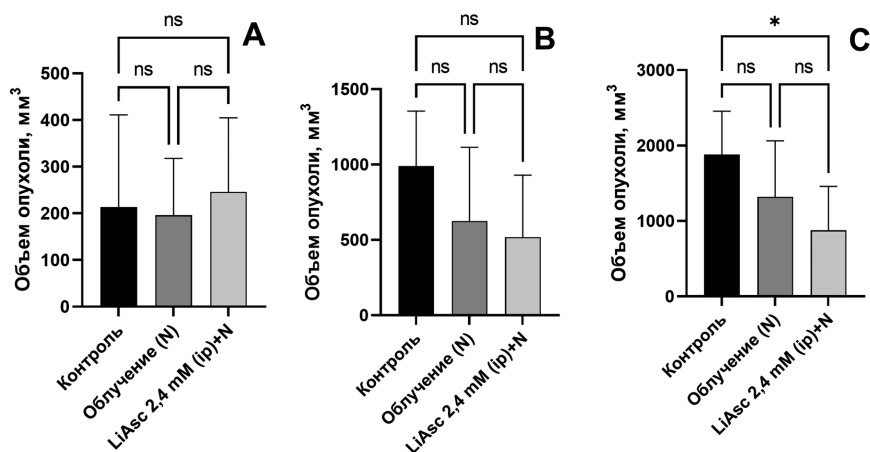 A
ns
ns
ns
Объем опухоли, мм³
500
400
300
200
100
0
Контроль
Облучение (N)
LiAsc 2,4 mM (ip)+N
B
ns
ns
ns
Объем опухоли, мм³
1500
1000
500
0
Контроль
Облучение (N)
LiAsc 2,4 mM (ip)+N
C
*
ns
ns
Объем опухоли, мм³
3000
2000
1000
0
Контроль
Облучение (N)
LiAsc 2,4 mM (ip)+N